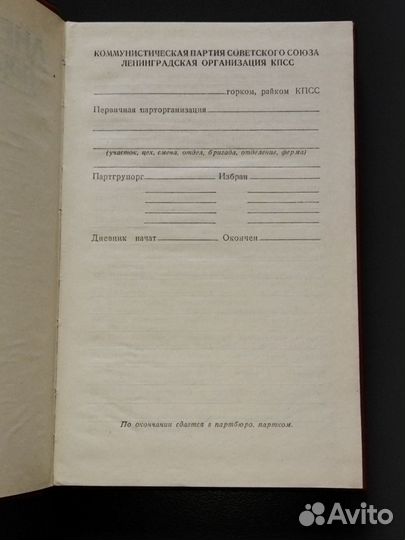 КОММУНИСТИЧЕСКАЯ ПАРТИЯ СОВЕТСКОГО СОЮЗА
ЛЕНИНГРАДСКАЯ ОРГАНИЗАЦИЯ КПСС
горком, райком КПСС
Первичная парторганизация
(участок, цех, смена, отдел, бригада, отделение, ферма)
Партгрупорг Избран
Дневник начат Окончен
По окончании сдается в партбюро, партком.
Avito